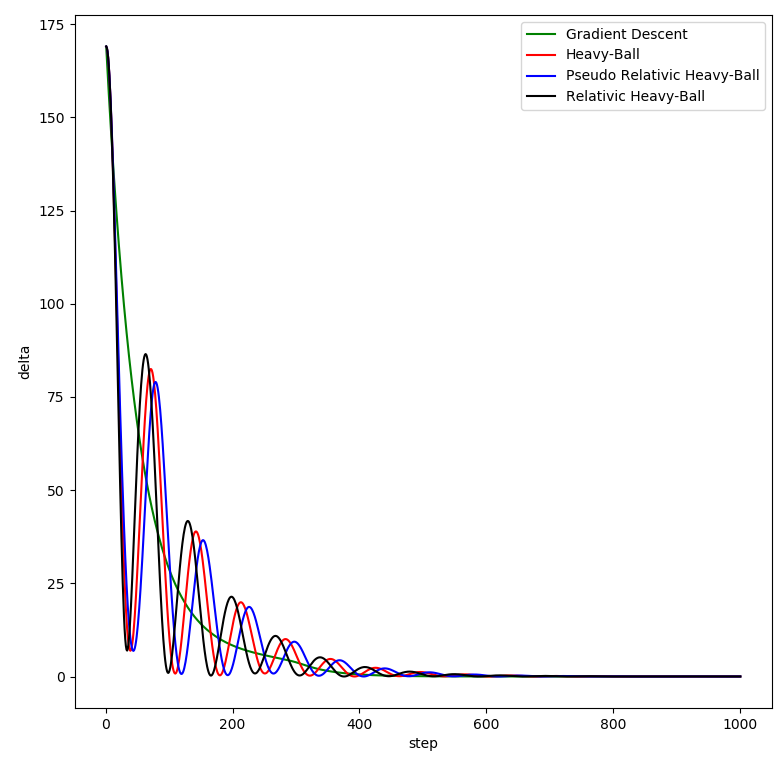 175
150
125
100
75
50
25
0
delta
0 200 400 600 800 1000
step
Gradient Descent
Heavy-Ball
Pseudo Relativic Heavy-Ball
Relativic Heavy-Ball